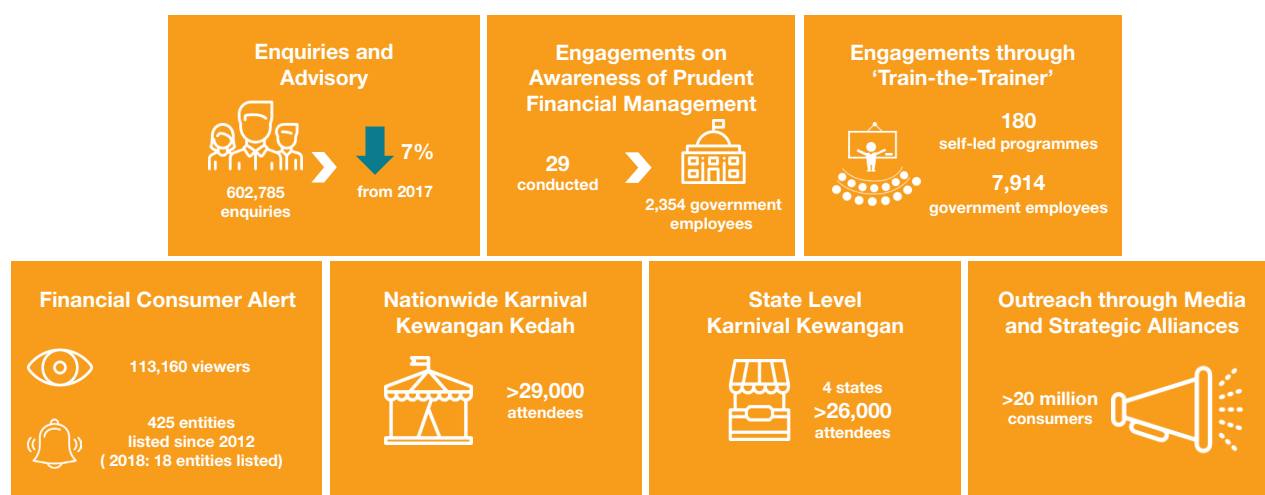 Enquiries and
Advisory
602,785
enquiries
7%
from 2017
Engagements on
Awareness of Prudent
Financial Management
29
conducted
2,354 government
employees
Engagements through
‘Train-the-Trainer’
180
self-led programmes
7,914
government employees
Financial Consumer Alert
113,160 viewers
425 entities
listed since 2012
( 2018: 18 entities listed)
Nationwide Karnival
Kewangan Kedah
>29,000
attendees
State Level
Karnival Kewangan
4 states
>26,000
attendees
Outreach through Media
and Strategic Alliances
>20 million
consumers